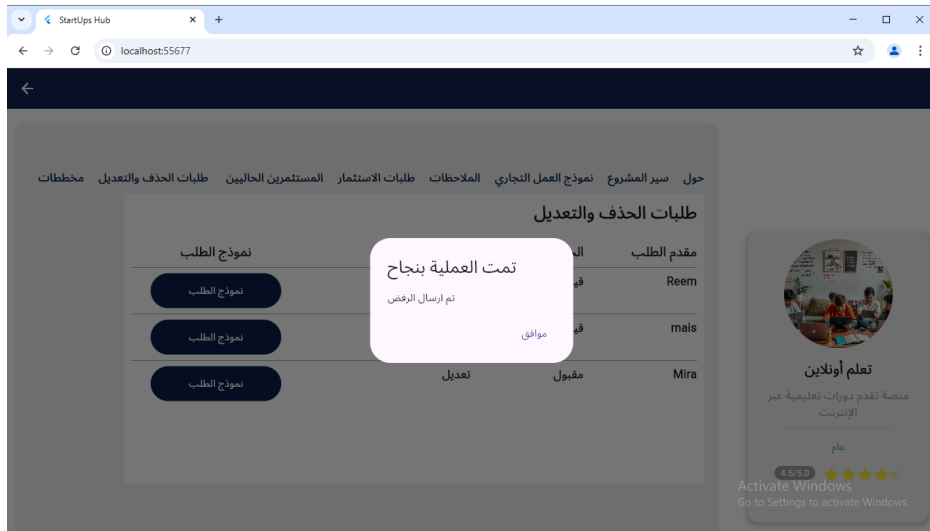 StartUps Hub
localhost:55677
حول سير المشروع نموذج العمل التجاري الملاحظات طلبات الاستثمار المستثمرين الحاليين طلبات الحذف والتعديل مخططات
طلبات الحذف والتعديل
مقدم الطلب نموذج الطلب
Reem نموذج الطلب
mais نموذج الطلب
Mira مقبول تعديل نموذج الطلب
تمت العملية بنجاح
تم ارسال الرفض
موافق
تعلم أونلاين
منصة تقدم دورات تعليمية عبر
الإنترنت
عام
4.5/5.0
Activate Windows
Go to Settings to activate Windows.